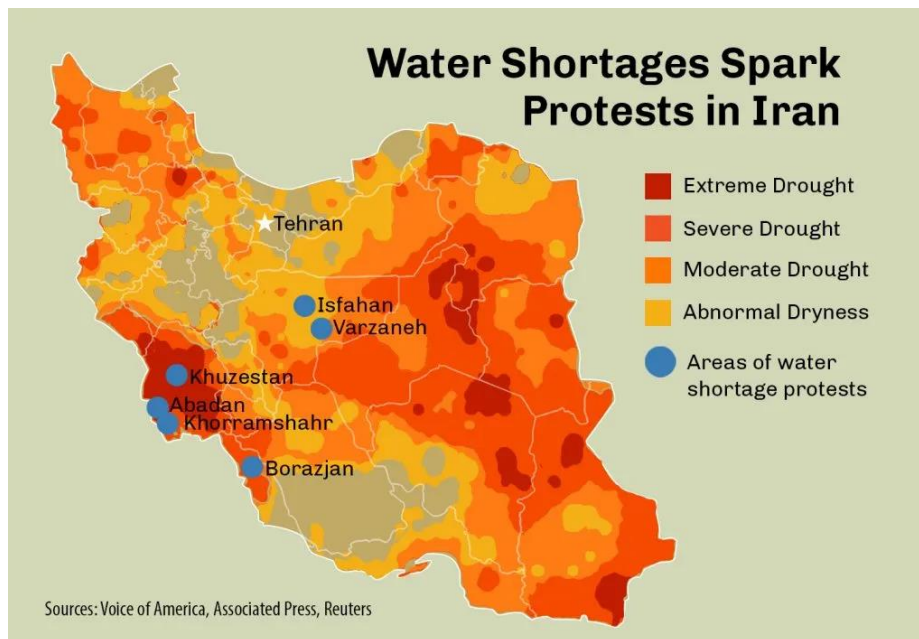 Water Shortages Spark
Protests in Iran
Extreme Drought
Severe Drought
Moderate Drought
Abnormal Dryness
Areas of water
shortage protests
Tehran
Isfahan
Varzaneh
Khuzestan
Abadan
Khorramshahr
Borazjan
Sources: Voice of America, Associated Press, Reuters